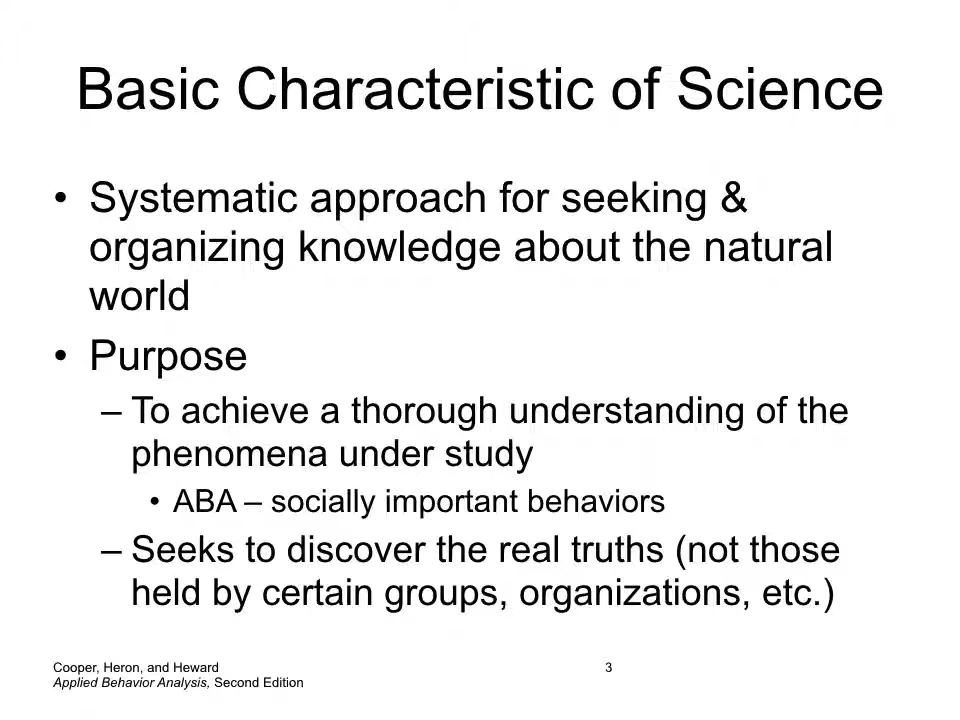 Basic Characteristic of Science
• Systematic approach for seeking &
organizing knowledge about the natural
world
• Purpose
– To achieve a thorough understanding of the
phenomena under study
• ABA – socially important behaviors
– Seeks to discover the real truths (not those
held by certain groups, organizations, etc.)
Cooper, Heron, and Heward
Applied Behavior Analysis, Second Edition
3